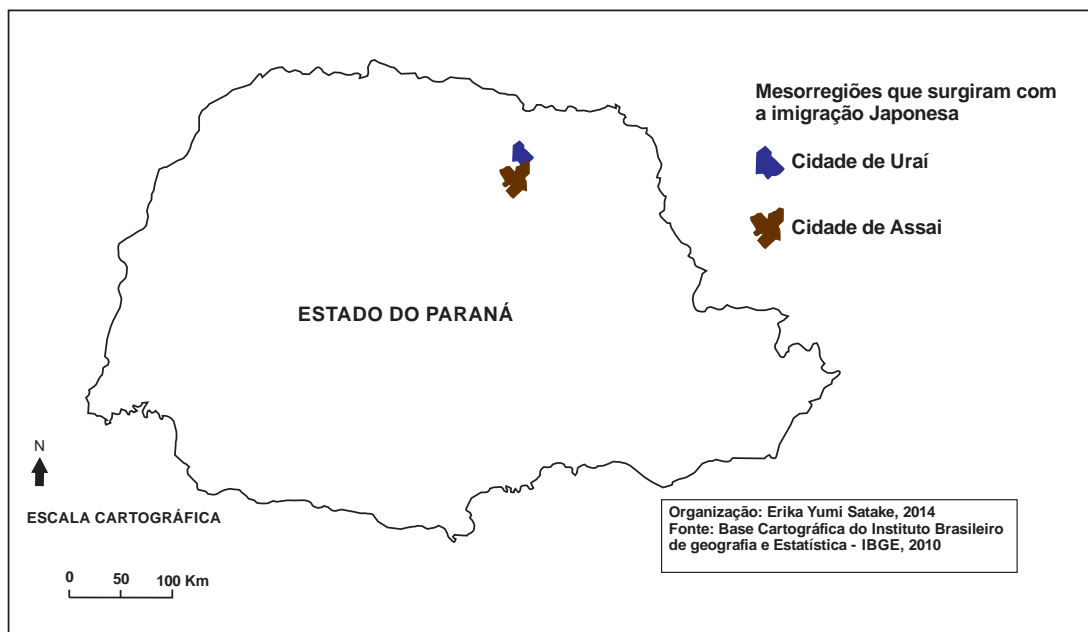 Mesorregiões que surgiram com
a imigração Japonesa
Cidade de Uraí
Cidade de Assai
ESTADO DO PARANÁ
N
ESCALA CARTOGRÁFICA
0 50 100 Km
Organização: Erika Yumi Satake, 2014
Fonte: Base Cartográfica do Instituto Brasileiro
de geografia e Estatística - IBGE, 2010